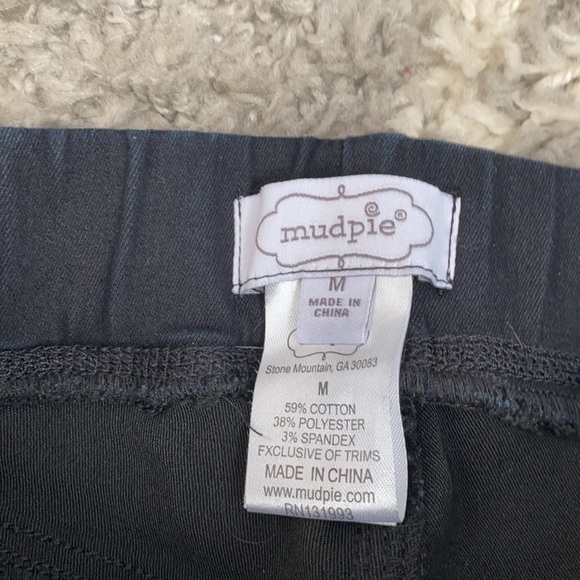 mudpie®
M
MADE IN
CHINA
Stone Mountain, GA 30083
M
59% COTTON
38% POLYESTER
3% SPANDEX
EXCLUSIVE OF TRIMS
MADE IN CHINA
www.mudpie.com
RN131993